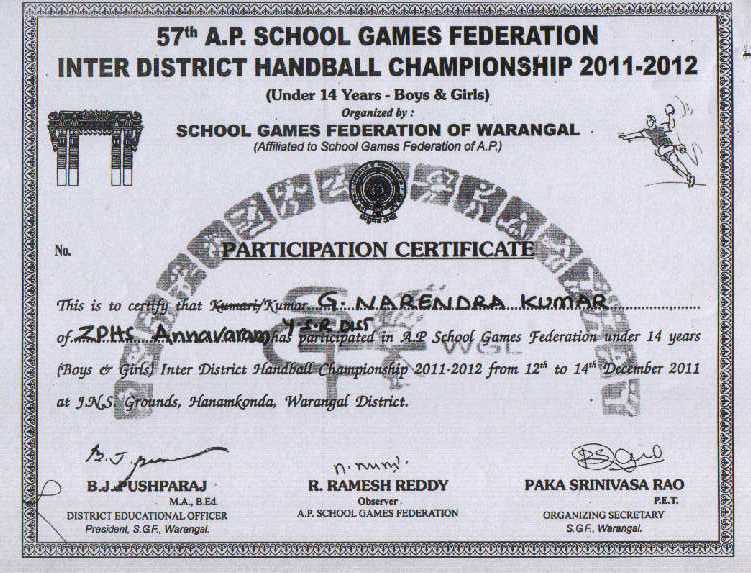 57th A.P. SCHOOL GAMES FEDERATION
INTER DISTRICT HANDBALL CHAMPIONSHIP 2011-2012
(Under 14 Years - Boys & Girls)
Organized by :
SCHOOL GAMES FEDERATION OF WARANGAL
(Affiliated to School Games Federation of A.P.)
No.
PARTICIPATION CERTIFICATE
This is to certify that Kumari/Kumar G. NARENDRA KUMAR
of ZPHS Annavaram Y.S.R Dist has participated in A.P School Games Federation under 14 years
(Boys & Girls) Inter District Handball Championship 2011-2012 from 12th to 14th December 2011
WGL
at J.N.S. Grounds, Hanamkonda, Warangal District.
B.J. PUSHPARAJ R. RAMESH REDDY PAKA SRINIVASA RAO
M.A., B.Ed. Observer P.E.T.
DISTRICT EDUCATIONAL OFFICER A.P. SCHOOL GAMES FEDERATION ORGANIZING SECRETARY
President, S.G.F., Warangal. S.G.F., Warangal.